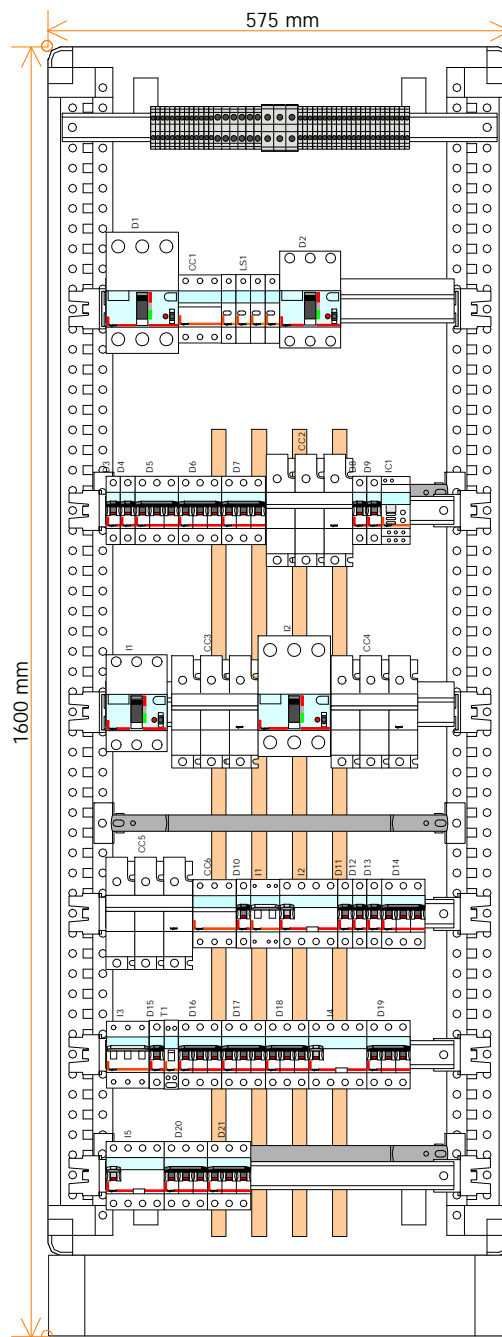 575 mm
1600 mm
D1
CC1
LS1
D2
D3
D4
D5
D6
D7
CC2
D8
D9
IC1
I1
CC3
I2
CC4
CC5
CC6
D10
I1
I2
D11
D12
D13
D14
I3
D15
T1
D16
D17
D18
I4
D19
I5
D20
D21